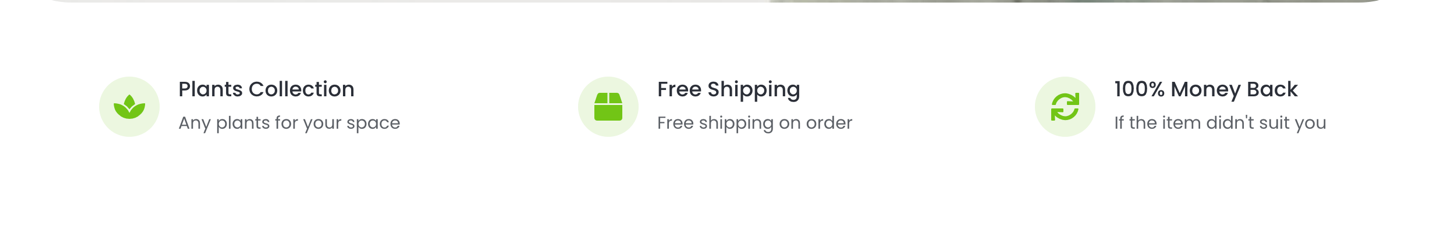 Plants Collection
Any plants for your space
Free Shipping
Free shipping on order
100% Money Back
If the item didn't suit you